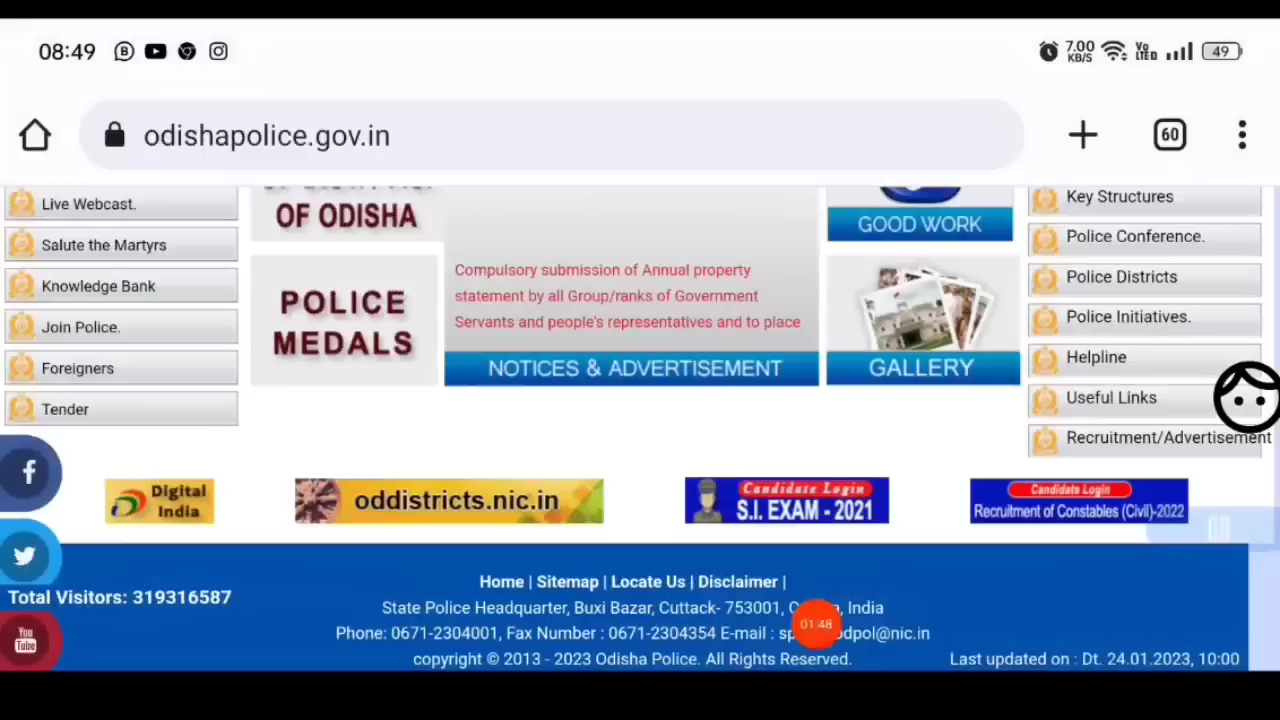 08:49
7.00
KB/S
Vo
LTED
49
odishapolice.gov.in
60
Live Webcast.
Salute the Martyrs
Knowledge Bank
Join Police.
Foreigners
Tender
OF ODISHA
POLICE
MEDALS
Compulsory submission of Annual property
statement by all Group/ranks of Government
Servants and people's representatives and to place
NOTICES & ADVERTISEMENT
GOOD WORK
GALLERY
Key Structures
Police Conference.
Police Districts
Police Initiatives.
Helpline
Useful Links
Recruitment/Advertisement
Digital
India
oddistricts.nic.in
Candidate Login
S.I. EXAM - 2021
Candidate Login
Recruitment of Constables (Civil)-2022
f
You
Tube
Total Visitors: 319316587
Home | Sitemap | Locate Us | Disclaimer |
State Police Headquarter, Buxi Bazar, Cuttack- 753001, India
01:48
Phone: 0671-2304001, Fax Number : 0671-2304354 E-mail :
copyright © 2013 - 2023 Odisha Police. All Rights Reserved.
Last updated on : Dt. 24.01.2023, 10:00